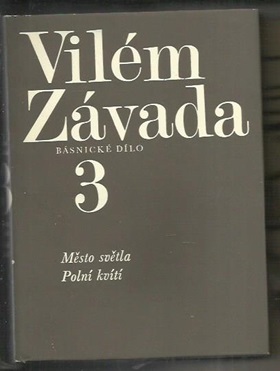 Vilém
Závada
BÁSNICKÉ DÍLO
3
Město světla
Polní kvítí